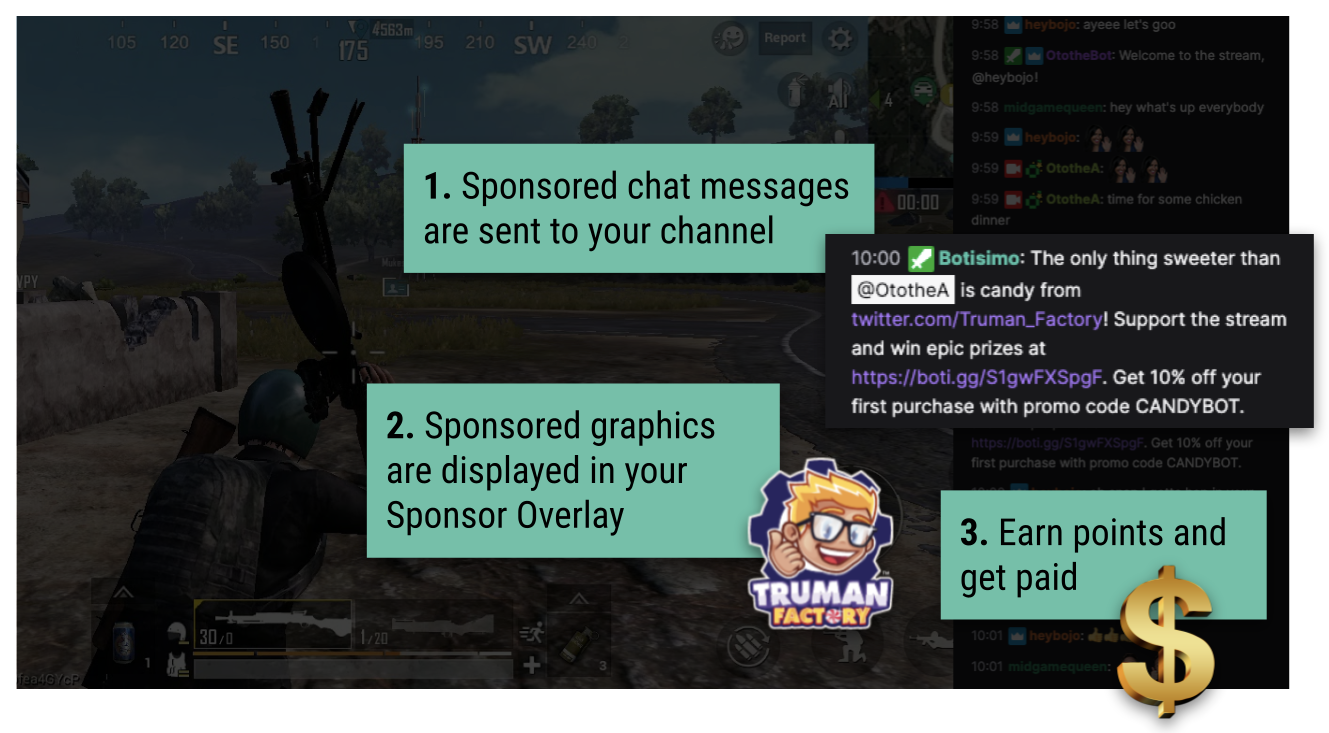 105 120 SE 150 175 195 210 SW 240
4563m
Report
All
4
00:00
VPY
1. Sponsored chat messages
are sent to your channel
2. Sponsored graphics
are displayed in your
Sponsor Overlay
TRUMAN
FACTORY
TM
30/0
1/20
1
3
fea4GYcP
9:58 heybojo: ayeee let's goo
9:58 OtotheBot: Welcome to the stream,
@heybojo!
9:58 midgamequeen: hey what's up everybody
9:59 heybojo:
9:59 OtotheA:
9:59 OtotheA: time for some chicken
dinner
10:00 Botisimo: The only thing sweeter than
@OtotheA is candy from
twitter.com/Truman_Factory! Support the stream
and win epic prizes at
https://boti.gg/S1gwFXSpgF. Get 10% off your
first purchase with promo code CANDYBOT.
https://boti.gg/S1gwFXSpgF. Get 10% off your
first purchase with promo code CANDYBOT.
3. Earn points and
get paid
$
10:01 heybojo:
10:01 midgamequeen: